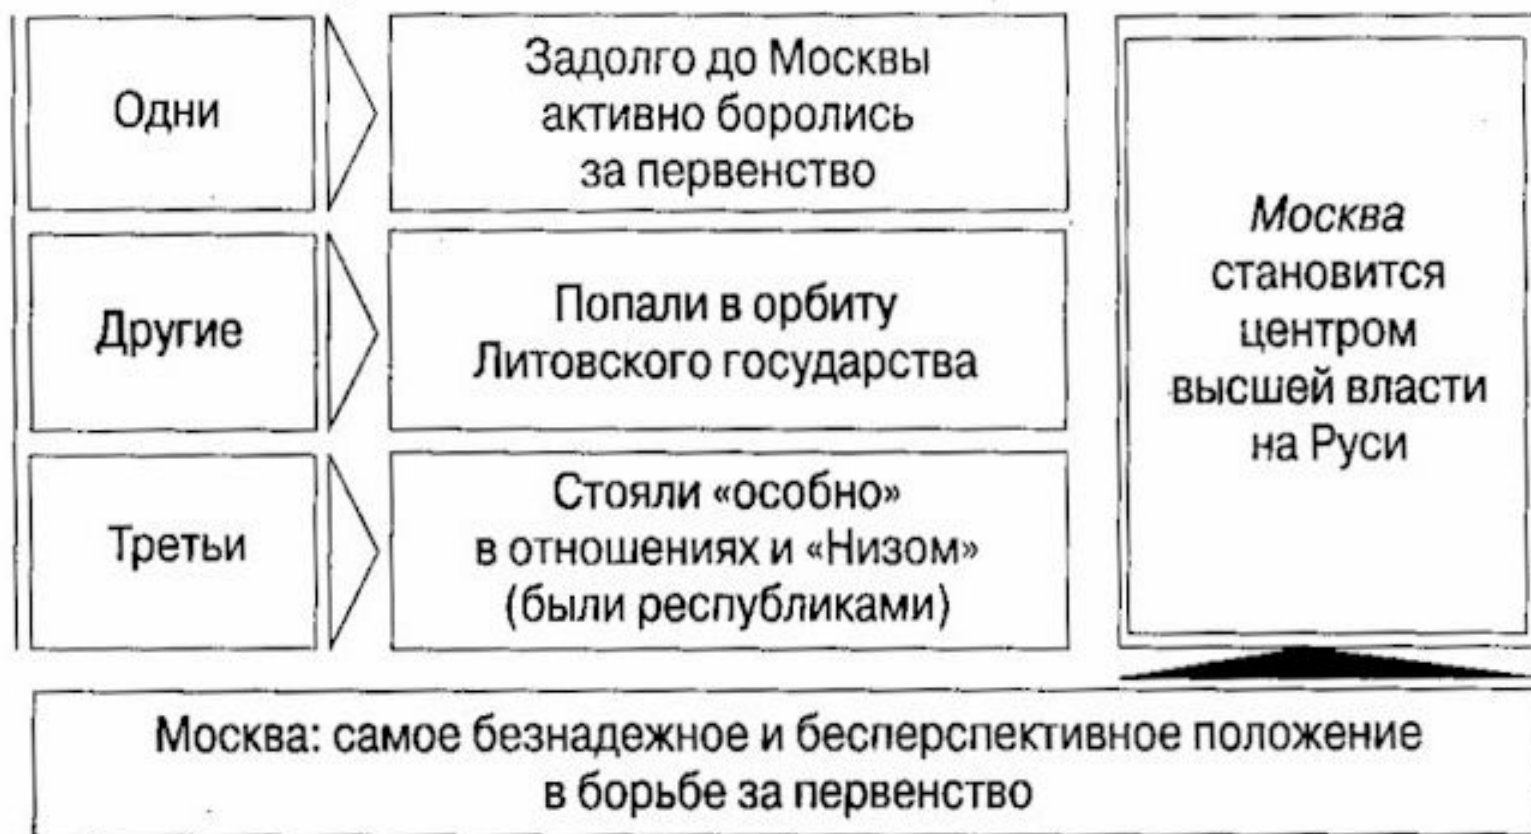 Одни
Задолго до Москвы
активно боролись
за первенство
Другие
Попали в орбиту
Литовского государства
Третьи
Стояли «особно»
в отношениях и «Низом»
(были республиками)
Москва
становится
центром
высшей власти
на Руси
Москва: самое безнадежное и бесперспективное положение
в борьбе за первенство